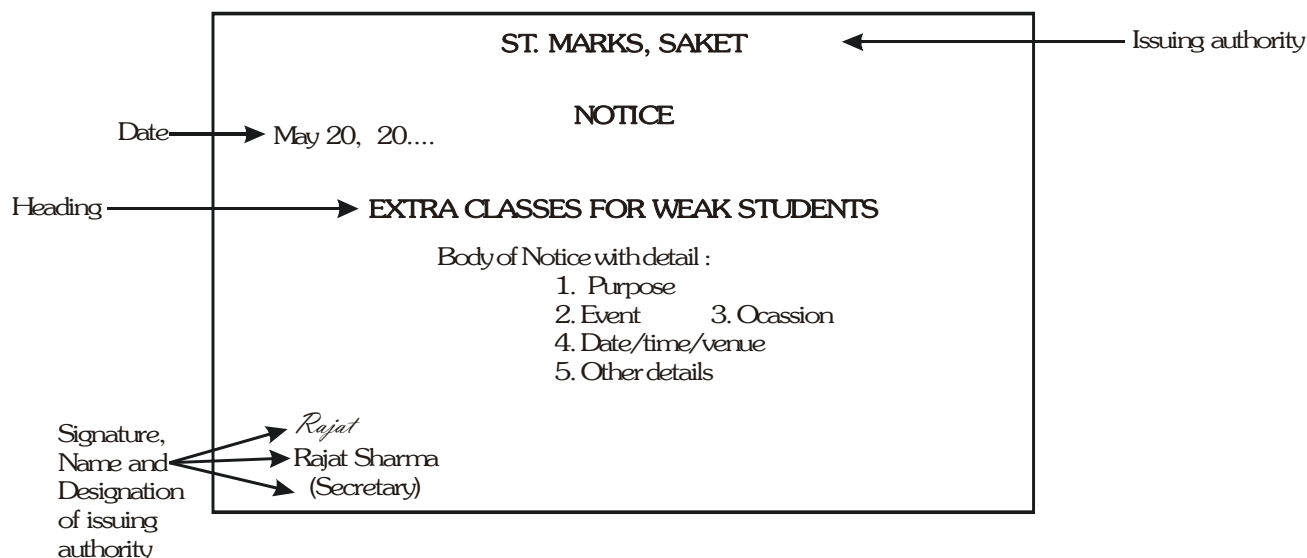 ST. MARKS, SAKET
Issuing authority
NOTICE
Date
May 20, 20....
Heading
EXTRA CLASSES FOR WEAK STUDENTS
Body of Notice with detail :
1. Purpose
2. Event 3. Ocassion
4. Date/time/venue
5. Other details
Rajat
Rajat Sharma
(Secretary)
Signature,
Name and
Designation
of issuing
authority